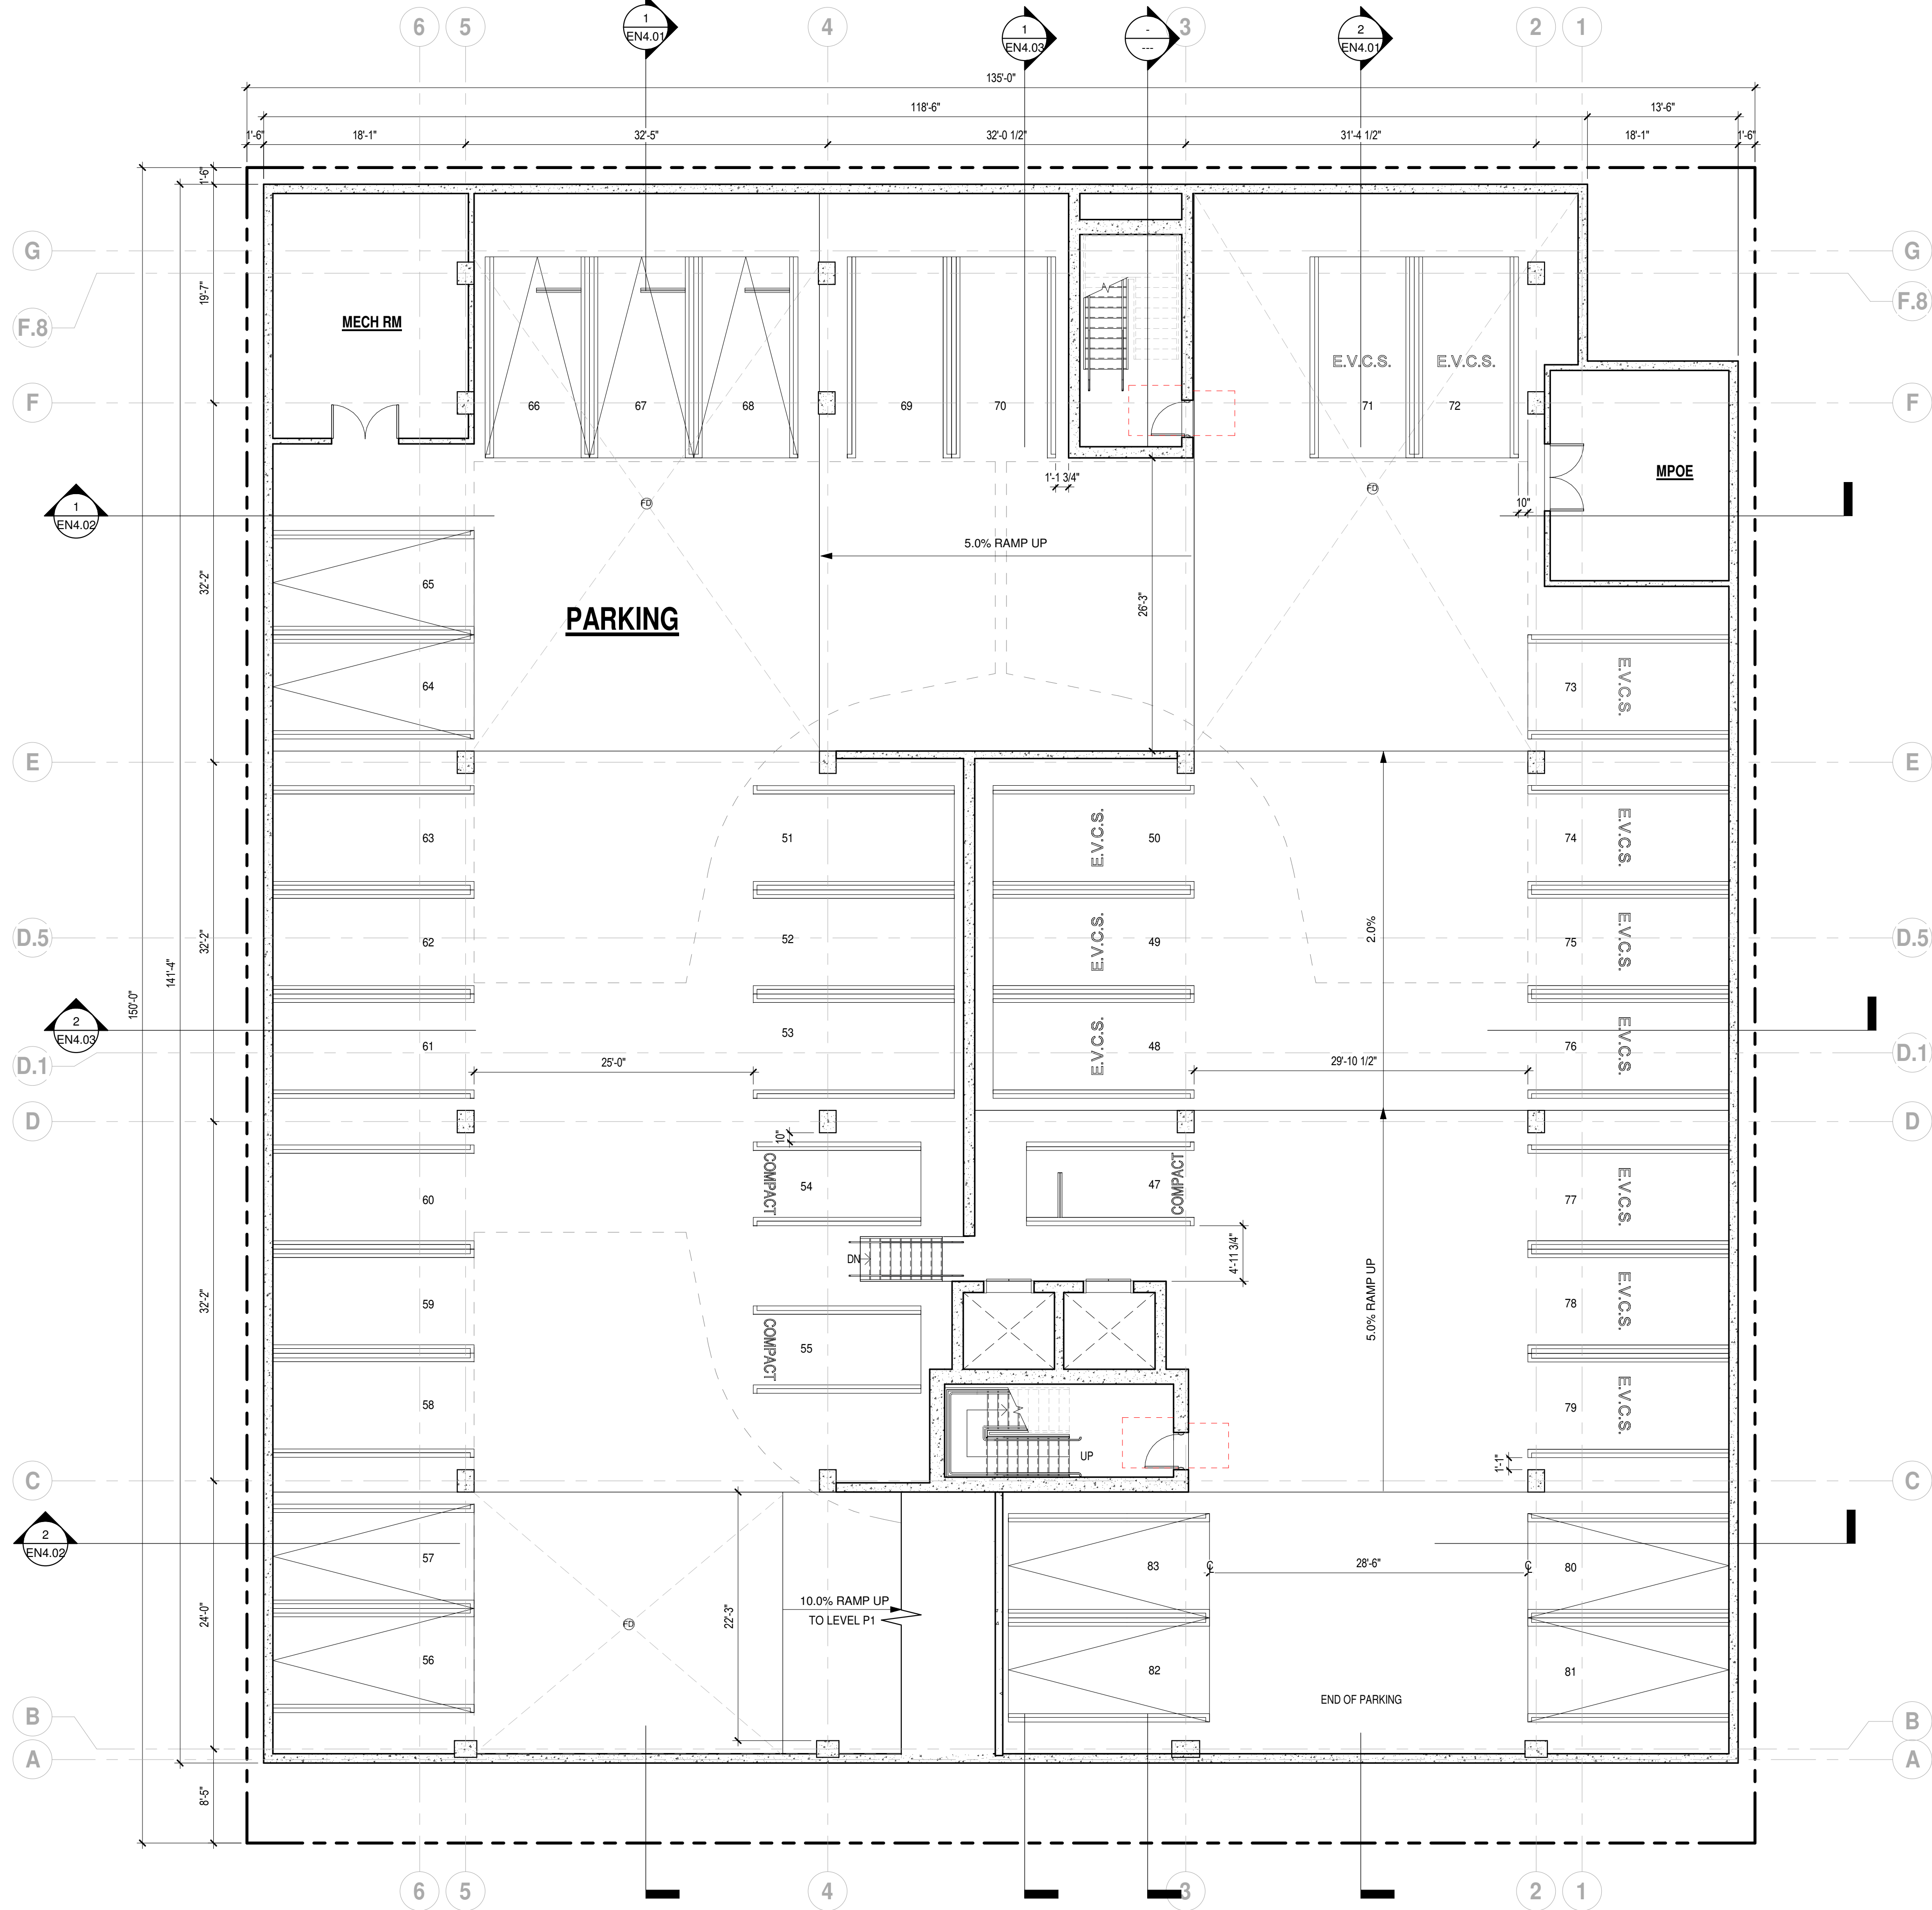 6
5
1
EN4.01
4
1
EN4.03
-
---
3
2
EN4.01
2
1
135'-0"
118'-6"
13'-6"
1'-6"
18'-1"
32'-5"
32'-0 1/2"
31'-4 1/2"
18'-1"
1'-6"
1'-6"
G
G
F.8
F.8
19'-7"
MECH RM
E.V.C.S.
E.V.C.S.
F
F
66
67
68
69
70
71
72
MPOE
1'-1 3/4"
10"
FD
FD
1
EN4.02
5.0% RAMP UP
32'-2"
65
PARKING
26'-3"
64
73
E.V.C.S.
E
E
63
51
E.V.C.S.
50
74
E.V.C.S.
62
52
E.V.C.S.
49
2.0%
75
E.V.C.S.
D.5
D.5
32'-2"
141'-4"
150'-0"
2
EN4.03
61
53
E.V.C.S.
48
76
E.V.C.S.
D.1
D.1
25'-0"
29'-10 1/2"
D
D
10"
60
COMPACT
54
47
COMPACT
77
E.V.C.S.
DN
4'-11 3/4"
32'-2"
59
5.0% RAMP UP
78
E.V.C.S.
COMPACT
55
58
79
E.V.C.S.
UP
1'-1"
C
C
2
EN4.02
57
83
28'-6"
80
24'-0"
22'-3"
10.0% RAMP UP
TO LEVEL P1
FD
56
82
81
END OF PARKING
B
B
A
A
8'-5"
6
5
4
3
2
1